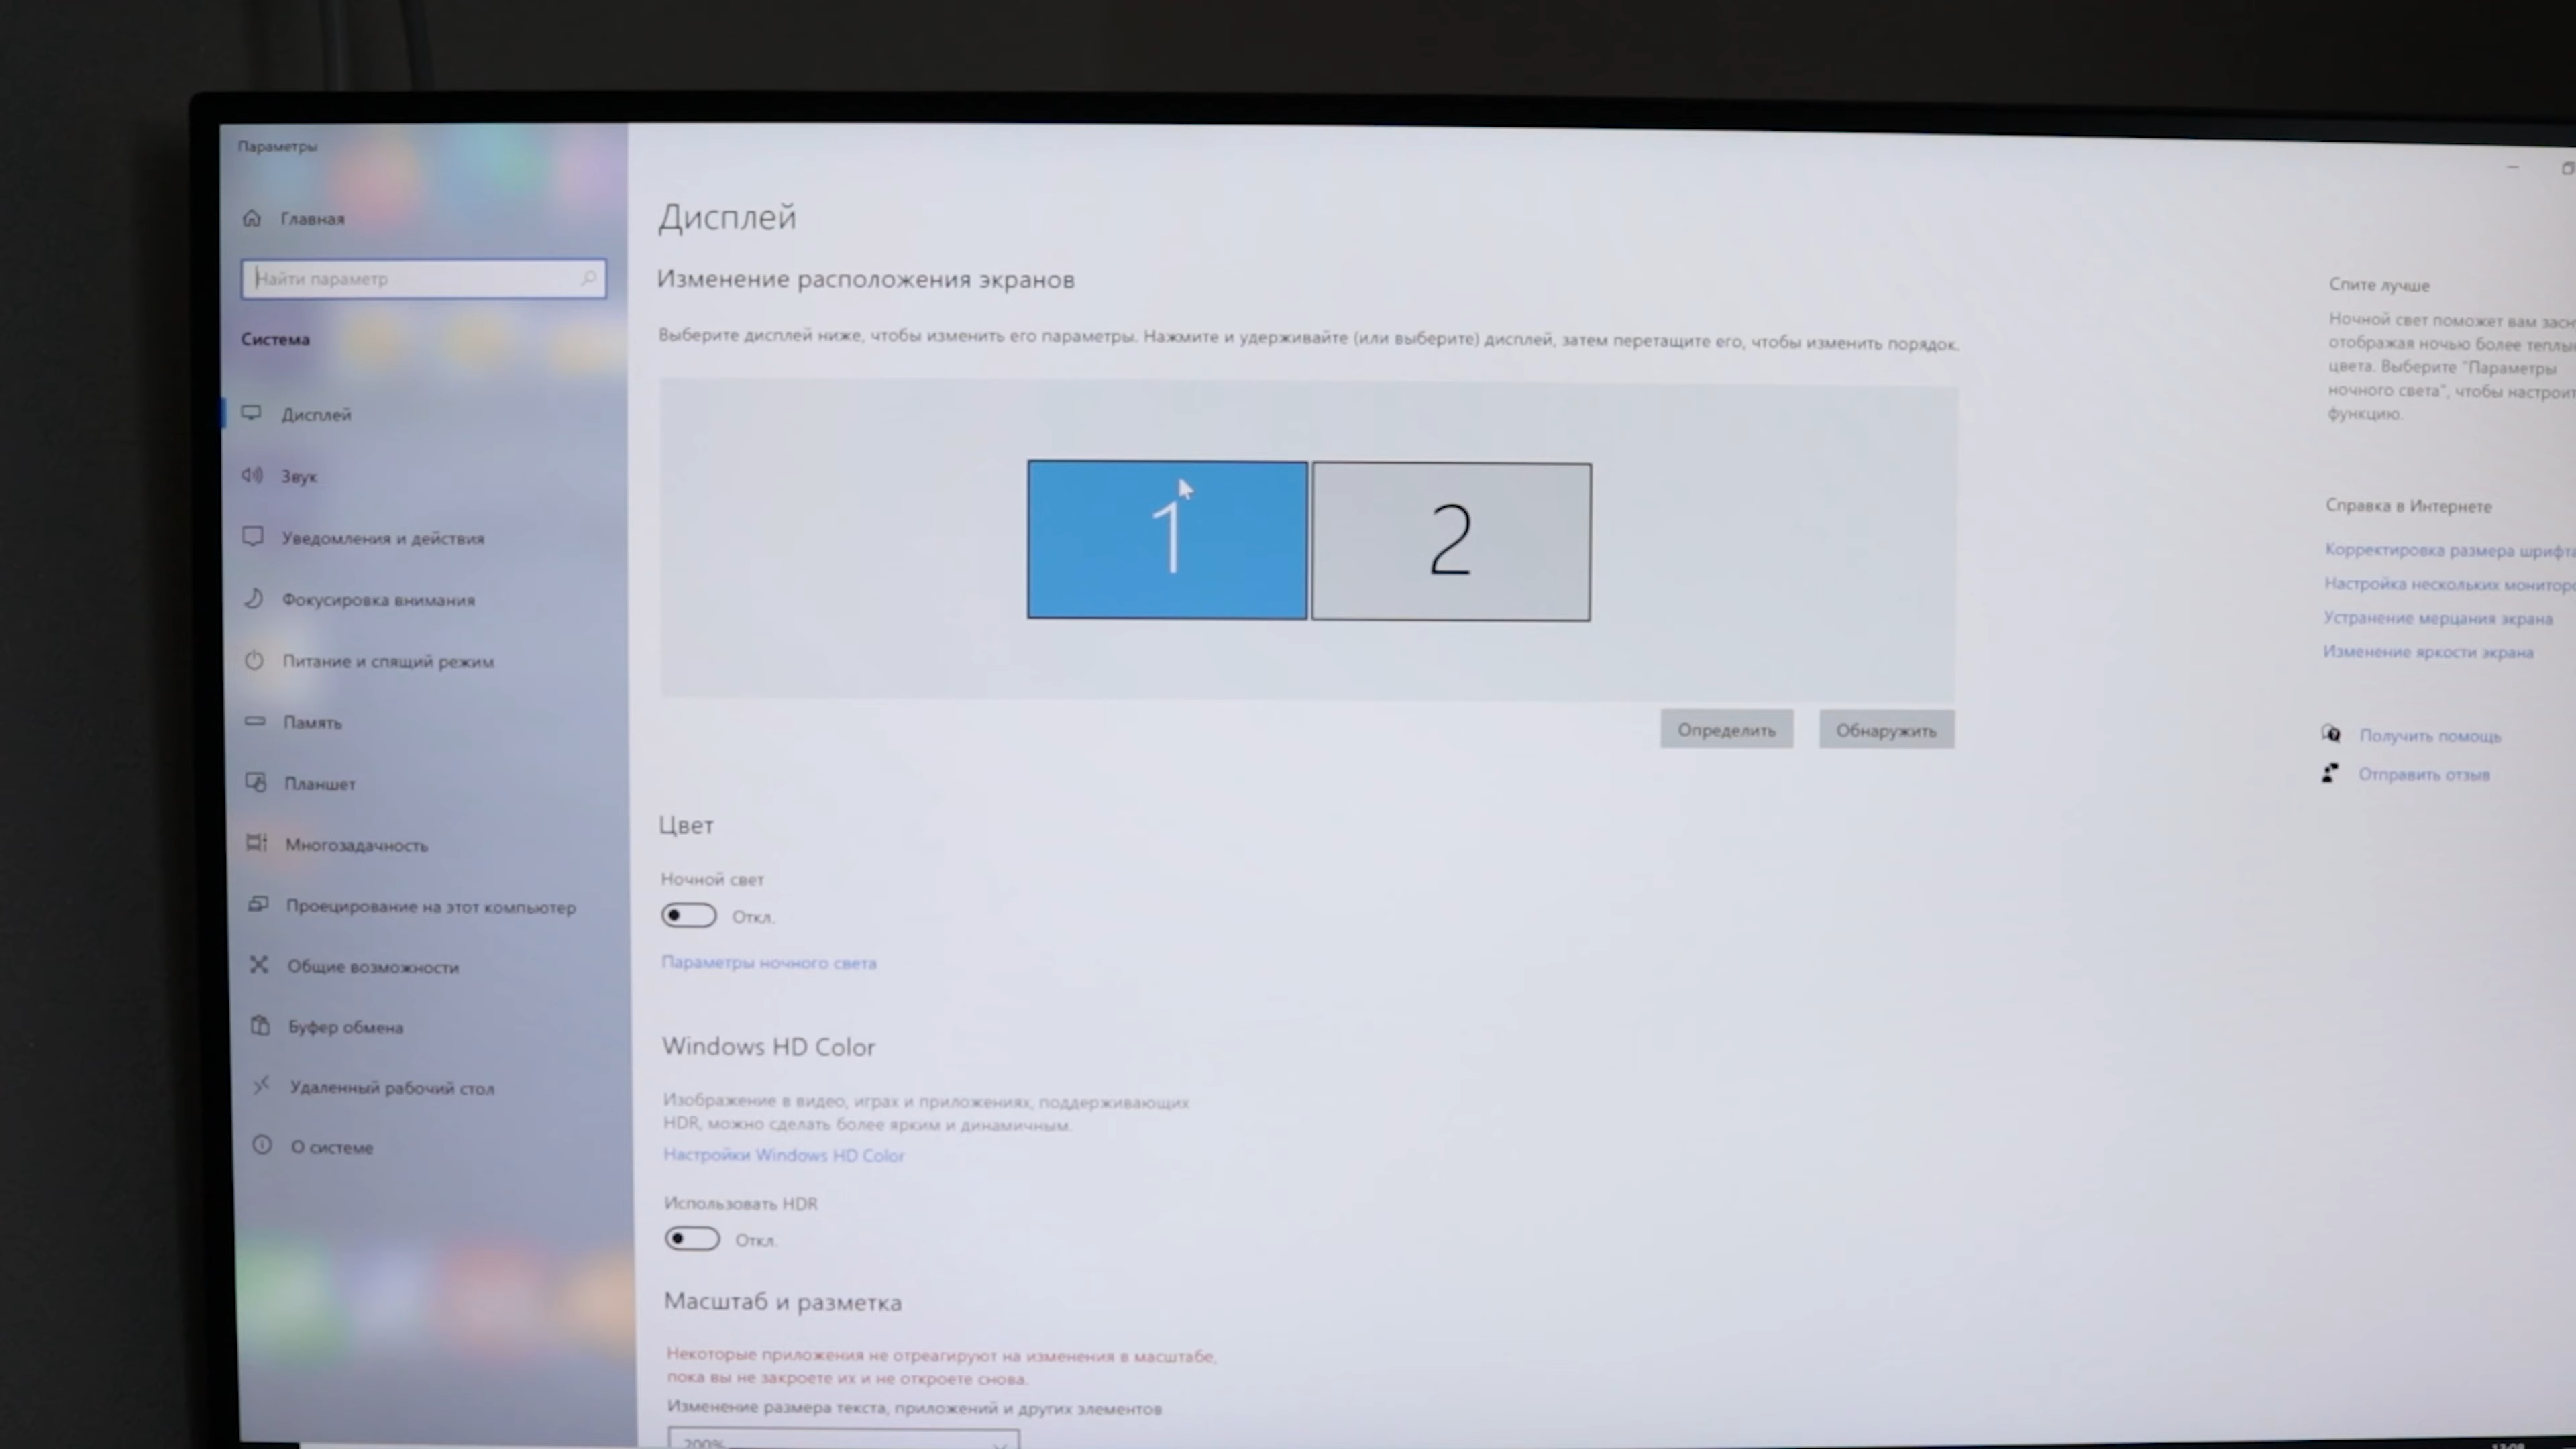 Параметры
Главная
Найти параметр
Система
Дисплей
Звук
Уведомления и действия
Фокусировка внимания
Питание и спящий режим
Память
Планшет
Многозадачность
Проецирование на этот компьютер
Общие возможности
Буфер обмена
Удаленный рабочий стол
О системе
Дисплей
Изменение расположения экранов
Выберите дисплей ниже, чтобы изменить его параметры. Нажмите и удерживайте (или выберите) дисплей, затем перетащите его, чтобы изменить порядок.
1
2
Определить
Обнаружить
Цвет
Ночной свет
Откл.
Параметры ночного света
Windows HD Color
Изображение в видео, играх и приложениях, поддерживающих
HDR, можно сделать более ярким и динамичным.
Настройки Windows HD Color
Использовать HDR
Откл.
Масштаб и разметка
Некоторые приложения не отреагируют на изменения в масштабе,
пока вы не закроете их и не откроете снова.
Изменение размера текста, приложений и других элементов
200%
Спите лучше
Ночной свет поможет вам
отображая ночью более
цвета. Выберите "Параметры
ночного света", чтобы
функцию.
Справка в Интернете
Корректировка размера
Настройка нескольких
Устранение мерцания экрана
Изменение яркости экрана
Получить помощь
Отправить отзыв